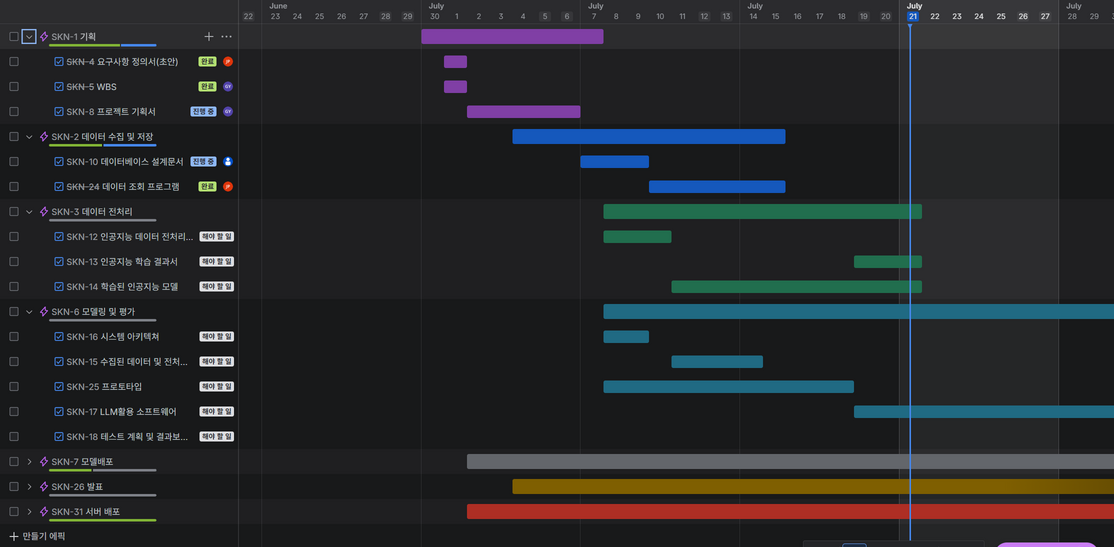 June July July July July July
22 23 24 25 26 27 28 29 30 1 2 3 4 5 6 7 8 9 10 11 12 13 14 15 16 17 18 19 20 21 22 23 24 25 26 27 28 29
SKN-1 기획
SKN-4 요구사항 정의서(초안) 완료 JF
SKN-5 WBS 완료 GY
SKN-8 프로젝트 기획서 진행 중 GY
SKN-2 데이터 수집 및 저장
SKN-10 데이터베이스 설계문서 진행 중
SKN-24 데이터 조회 프로그램 완료 JF
SKN-3 데이터 전처리
SKN-12 인공지능 데이터 전처리... 해야 할 일
SKN-13 인공지능 학습 결과서 해야 할 일
SKN-14 학습된 인공지능 모델 해야 할 일
SKN-6 모델링 및 평가
SKN-16 시스템 아키텍쳐 해야 할 일
SKN-15 수집된 데이터 및 전처... 해야 할 일
SKN-25 프로토타입 해야 할 일
SKN-17 LLM활용 소프트웨어 해야 할 일
SKN-18 테스트 계획 및 결과보... 해야 할 일
SKN-7 모델배포
SKN-26 발표
SKN-31 서버 배포
만들기 에픽